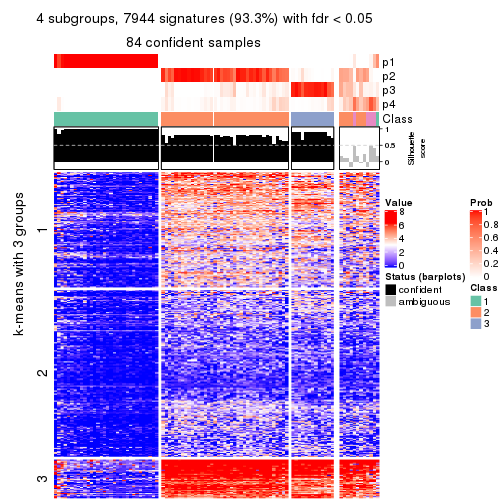 4 subgroups, 7944 signatures (93.3%) with fdr < 0.05
84 confident samples
p1
p2
p3
p4
Class
1
0.5
0
Silhouette
score
k-means with 3 groups
1
2
3
Value
8
6
4
2
0
Status (barplots)
confident
ambiguous
Prob
1
0.8
0.6
0.4
0.2
0
Class
1
2
3